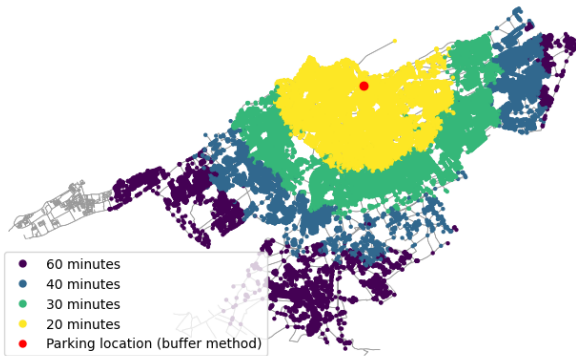 60 minutes
40 minutes
30 minutes
20 minutes
Parking location (buffer method)